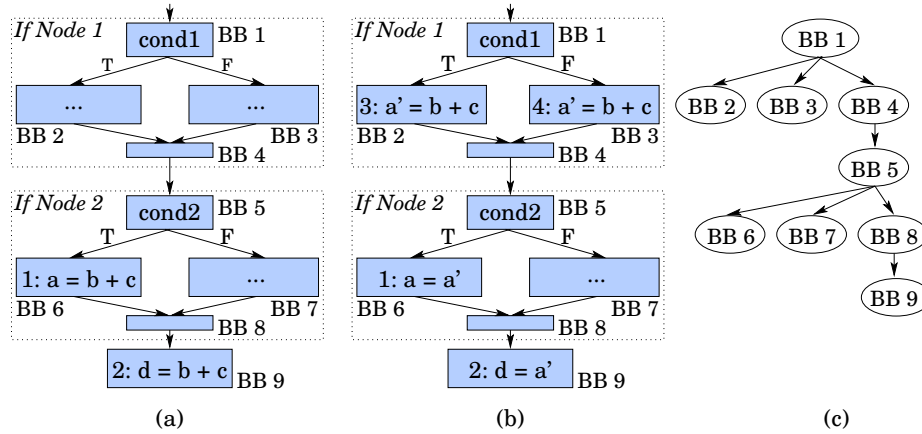 If Node 1
cond1
BB 1
T
F
...
...
BB 2
BB 3
BB 4
If Node 2
cond2
BB 5
T
F
1: a = b + c
...
BB 6
BB 7
BB 8
2: d = b + c
BB 9
(a)
If Node 1
cond1
BB 1
T
F
3: a' = b + c
4: a' = b + c
BB 2
BB 3
BB 4
If Node 2
cond2
BB 5
T
F
1: a = a'
...
BB 6
BB 7
BB 8
2: d = a'
BB 9
(b)
BB 1
BB 2
BB 3
BB 4
BB 5
BB 6
BB 7
BB 8
BB 9
(c)